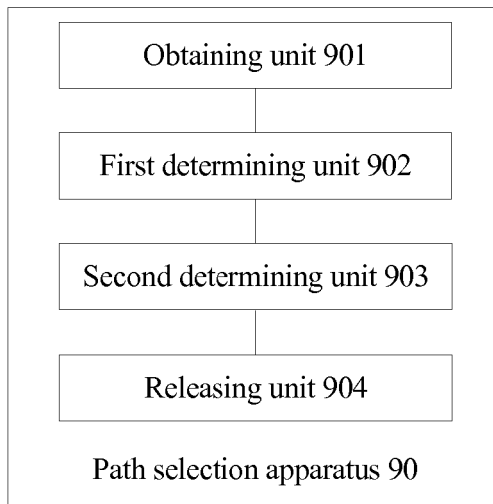 Obtaining unit 901
First determining unit 902
Second determining unit 903
Releasing unit 904
Path selection apparatus 90